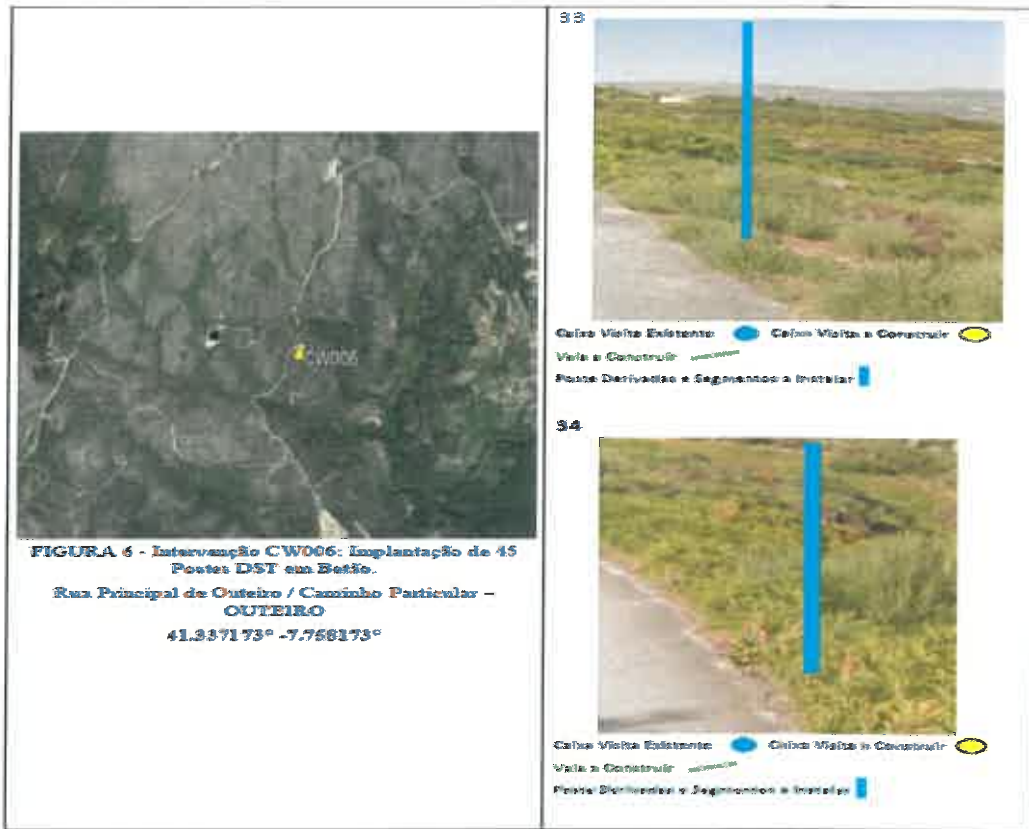 CW006
FIGURA 6 - Intervenção CW006: Implantação de 45
Postes DST em Betão.
Rua Principal de Outeiro / Caminho Particular –
OUTEIRO
41.337173° -7.758173°
33
Caixa Visita Existente Caixa Visita a Construir
Vala a Construir
Poste Derivadas e Segmentos a Instalar
34
Caixa Visita Existente Caixa Visita a Construir
Vala a Construir
Poste Derivadas e Segmentos a Instalar